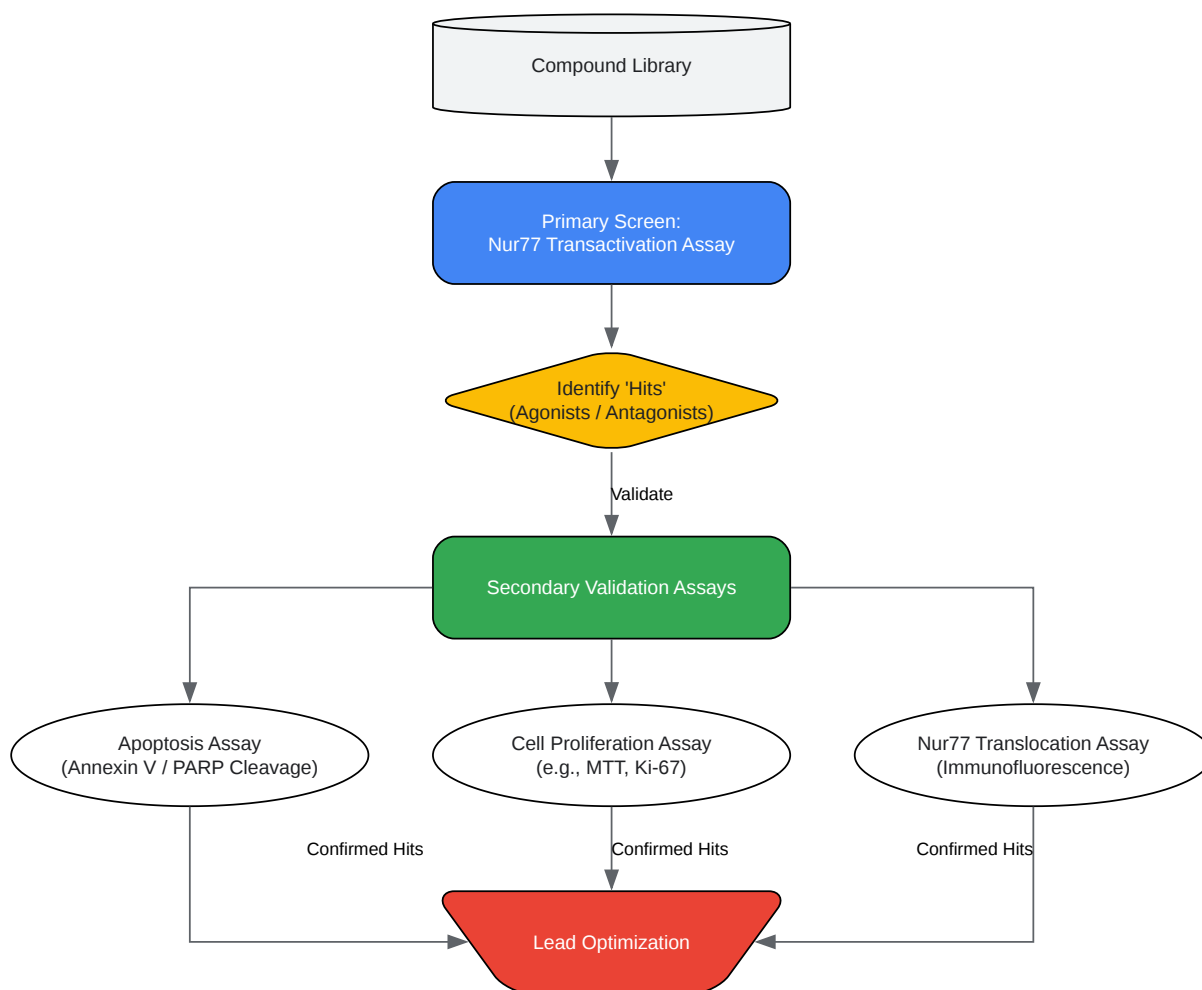 Compound Library
Primary Screen:
Nur77 Transactivation Assay
Identify 'Hits'
(Agonists / Antagonists)
Validate
Secondary Validation Assays
Apoptosis Assay
(Annexin V / PARP Cleavage)
Cell Proliferation Assay
(e.g., MTT, Ki-67)
Nur77 Translocation Assay
(Immunofluorescence)
Confirmed Hits
Confirmed Hits
Confirmed Hits
Lead Optimization